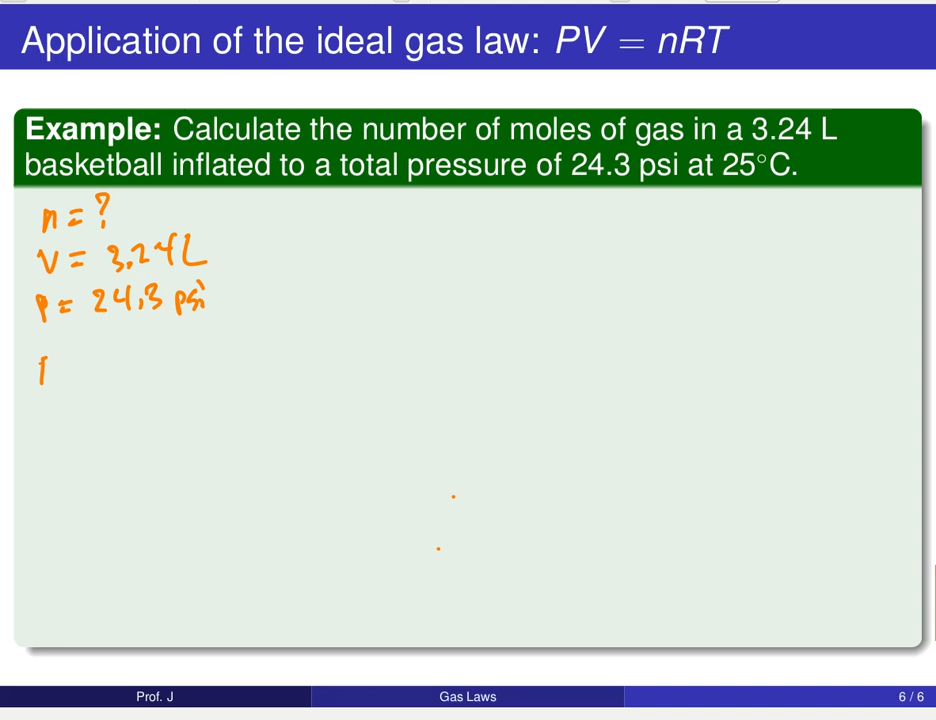 Application of the ideal gas law: PV = nRT
Example: Calculate the number of moles of gas in a 3.24 L
basketball inflated to a total pressure of 24.3 psi at 25°C.
n = ?
V = 3.24 L
P = 24.3 psi
Prof. J
Gas Laws
6 / 6